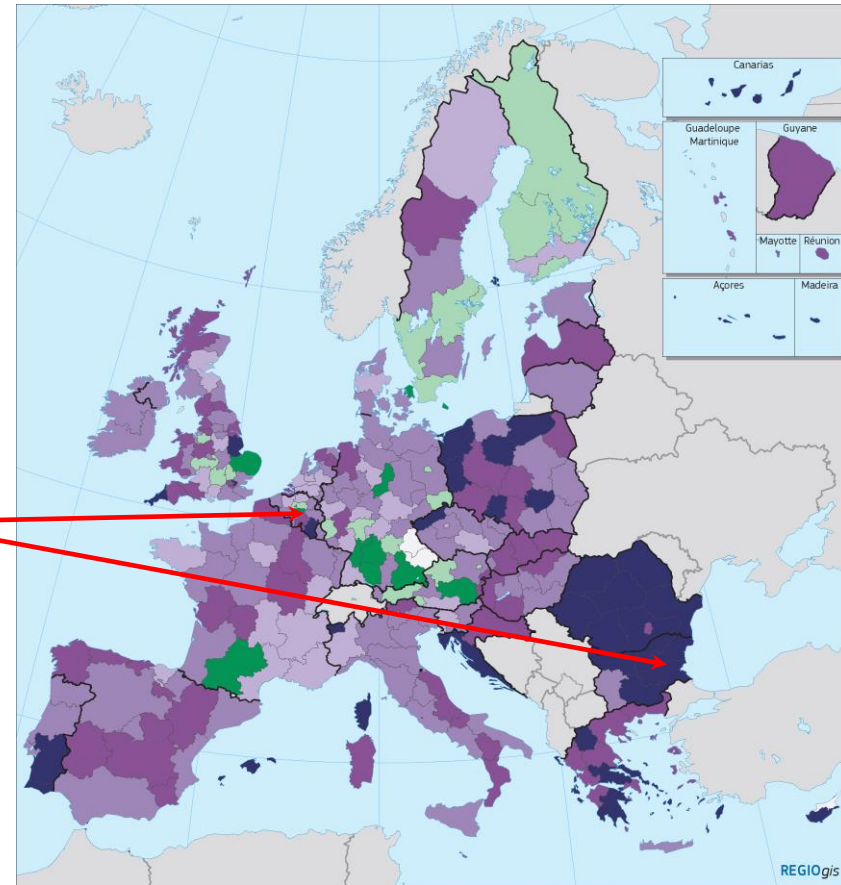 Canarias
Guadeloupe
Martinique
Guyane
Mayotte
Réunion
Açores
Madeira
REGIOgis